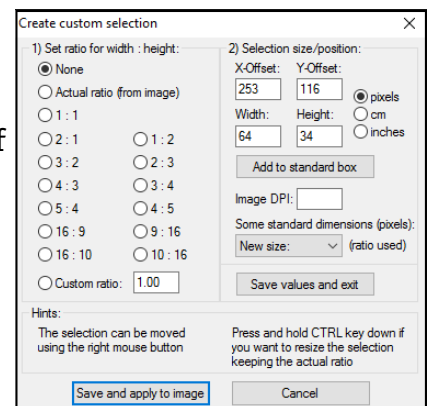 Create custom selection
1) Set ratio for width : height:
None
Actual ratio (from image)
1 : 1
2 : 1 1 : 2
3 : 2 2 : 3
4 : 3 3 : 4
5 : 4 4 : 5
16 : 9 9 : 16
16 : 10 10 : 16
Custom ratio: 1.00
2) Selection size/position:
X-Offset: Y-Offset:
253 116
pixels
Width: Height: cm
64 34 inches
Add to standard box
Image DPI:
Some standard dimensions (pixels):
New size: (ratio used)
Save values and exit
Hints:
The selection can be moved
using the right mouse button
Press and hold CTRL key down if
you want to resize the selection
keeping the actual ratio
Save and apply to image Cancel